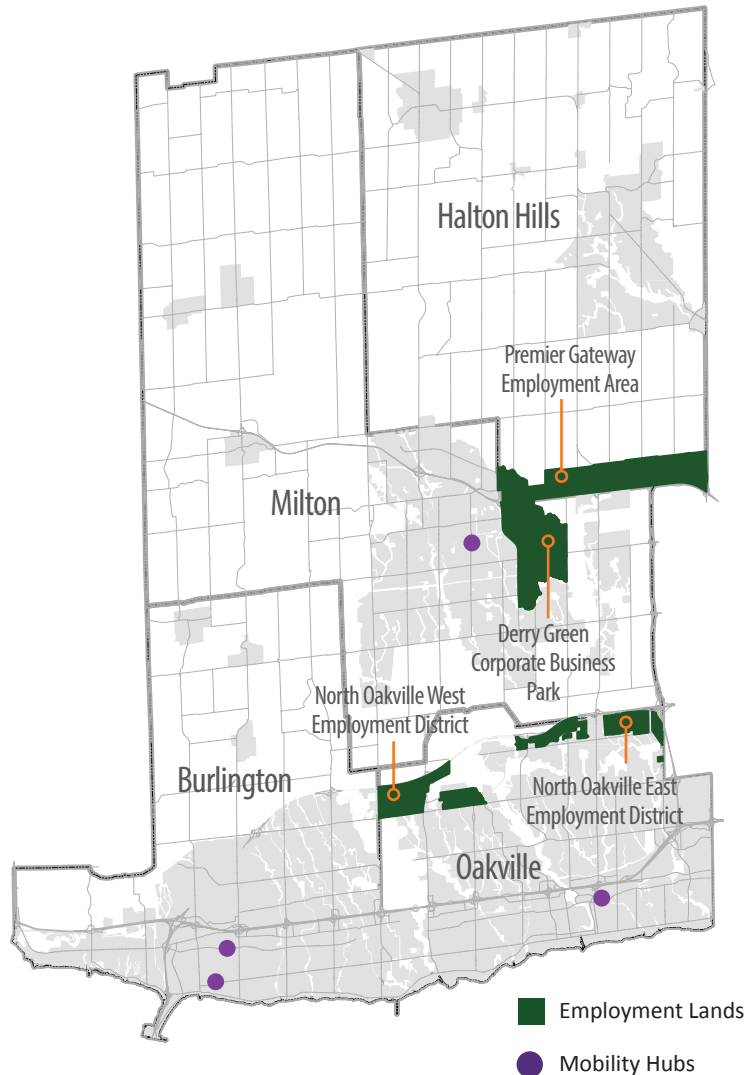 Halton Hills
Premier Gateway
Employment Area
Milton
Derry Green
Corporate Business
Park
North Oakville West
Employment District
Burlington
North Oakville East
Employment District
Oakville
Employment Lands
Mobility Hubs